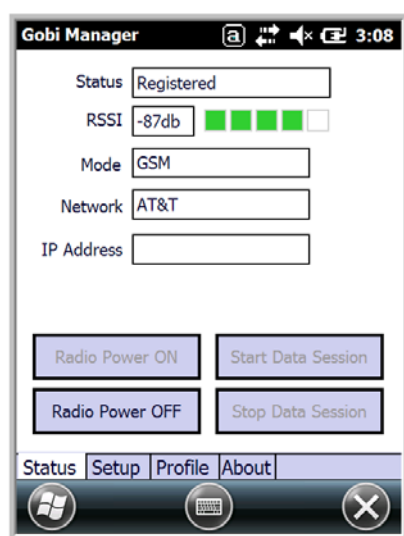 Gobi Manager a 3:08
Status Registered
RSSI -87db
Mode GSM
Network AT&T
IP Address
Radio Power ON Start Data Session
Radio Power OFF Stop Data Session
Status Setup Profile About